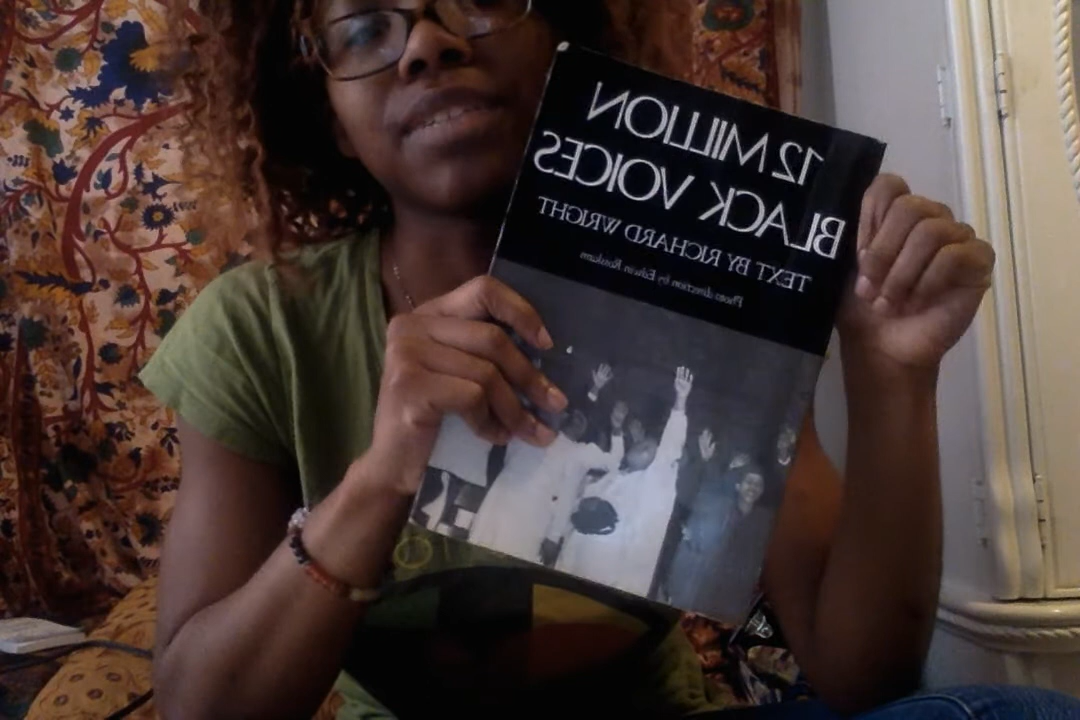 12 MILLION
BLACK VOICES
TEXT BY RICHARD WRIGHT
Photo direction by Edwin Rosskam